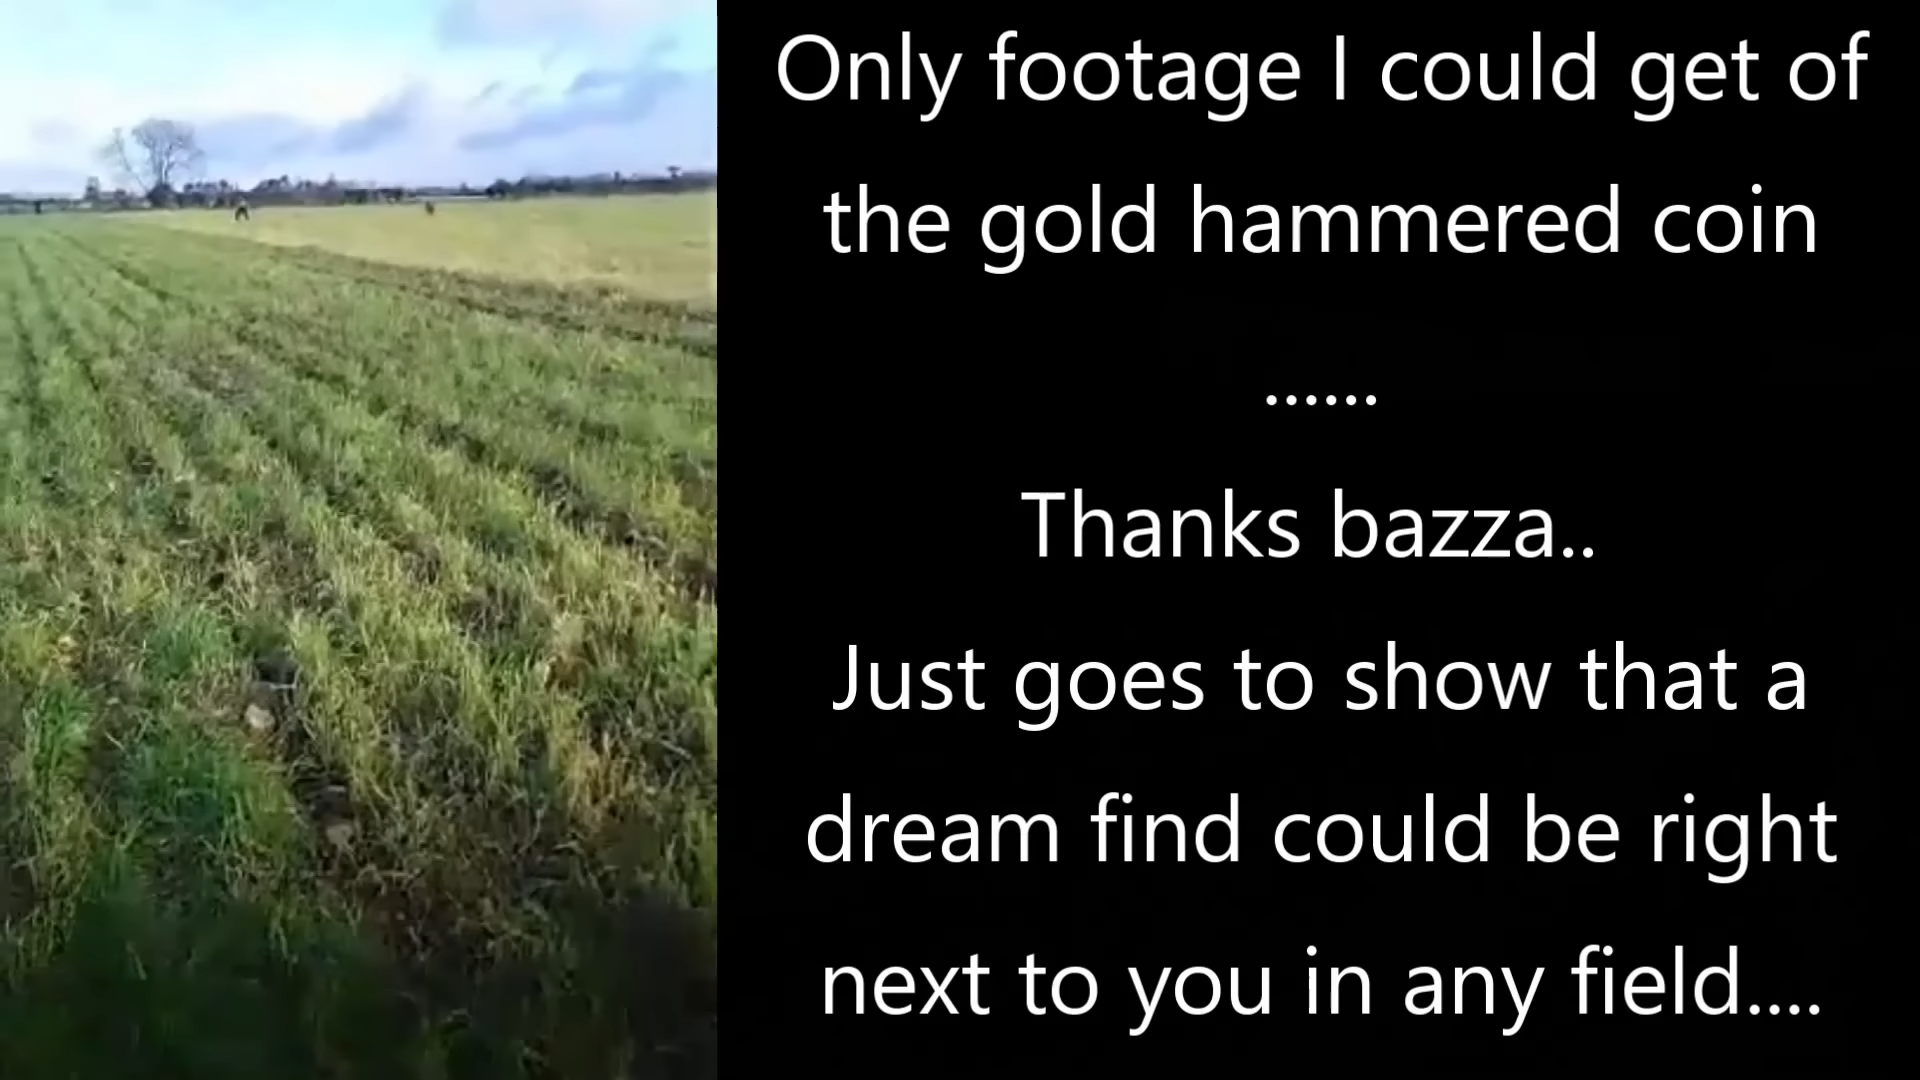 Only footage I could get of
the gold hammered coin
......
Thanks bazza..
Just goes to show that a
dream find could be right
next to you in any field....